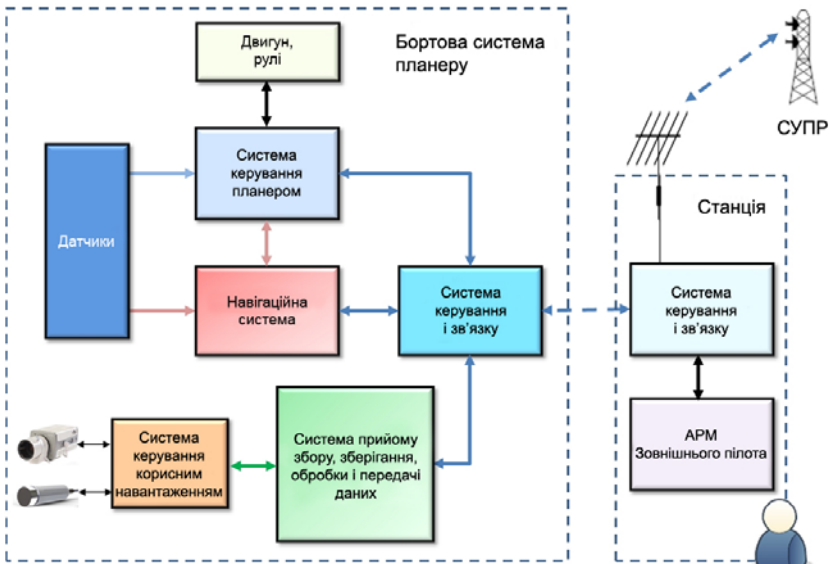 Двигун,
рулі
Бортова система
планеру
СУПР
Система
керування
планером
Станція
Датчики
Навігаційна
система
Система
керування
і зв’язку
Система
керування
і зв’язку
Система
керування
корисним
навантаженням
Система прийому
збору, зберігання,
обробки і передачі
даних
АРМ
Зовнішнього пілота